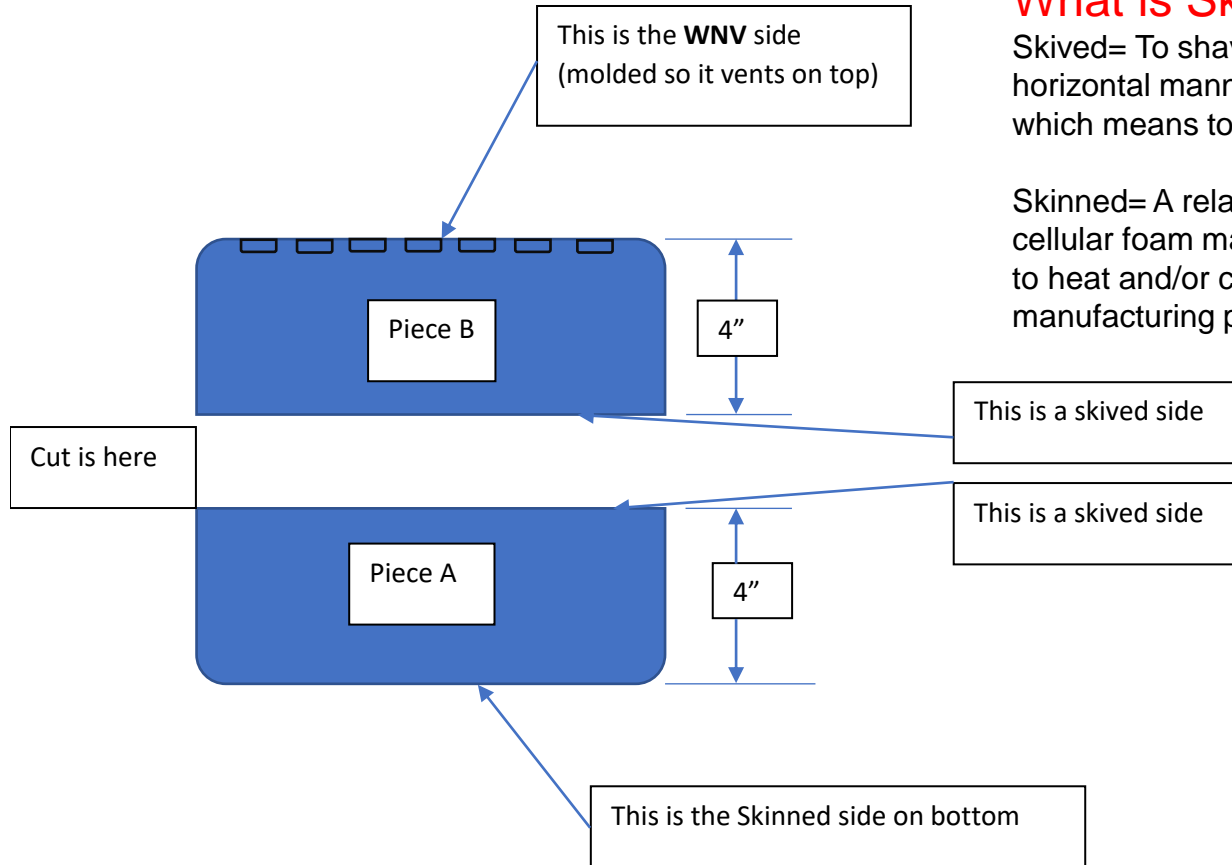 What is Sk
Skived= To shav
horizontal mann
which means to
Skinned= A rela
cellular foam ma
to heat and/or c
manufacturing p
This is the WNV side
(molded so it vents on top)
Piece B
4”
This is a skived side
Cut is here
This is a skived side
Piece A
4”
This is the Skinned side on bottom